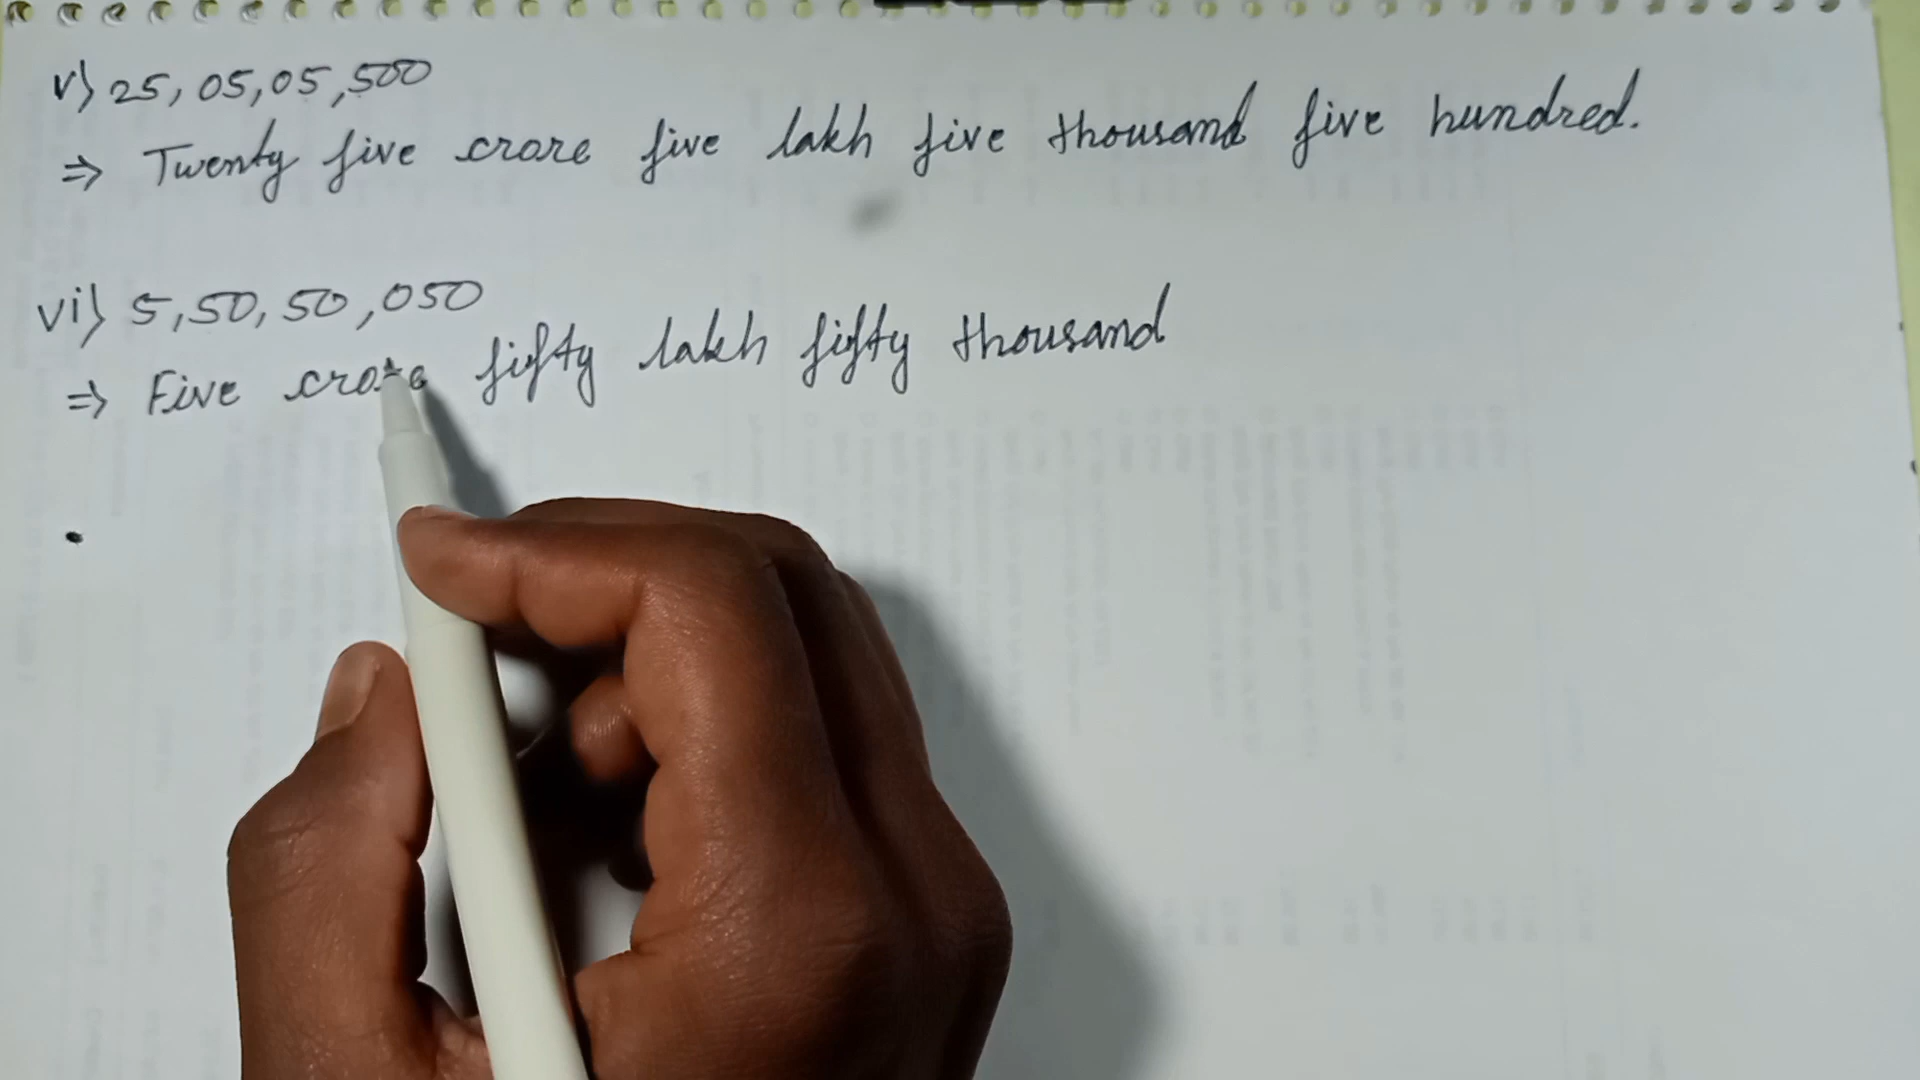 v) 25,05,05,500
⇒ Twenty five crore five lakh five thousand five hundred.
vi) 5,50,50,050
⇒ Five crore fifty lakh fifty thousand